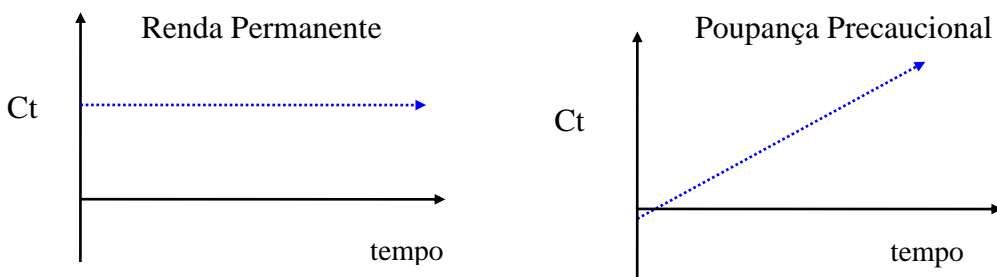 Renda Permanente
Ct
tempo
Poupança Precaucional
Ct
tempo